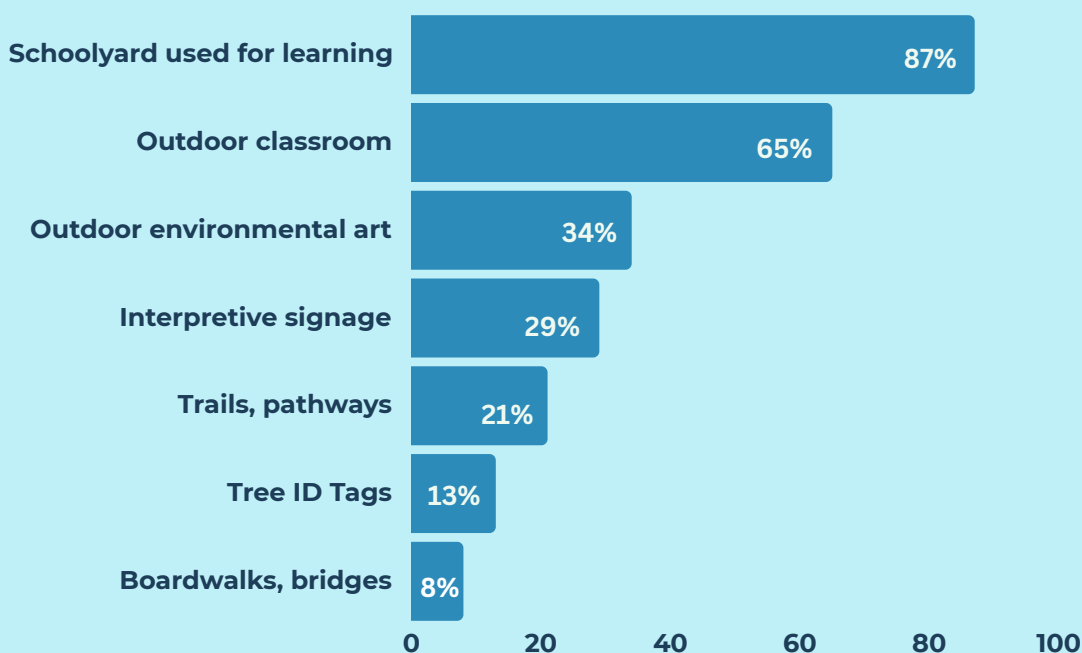 Schoolyard used for learning
87%
Outdoor classroom
65%
Outdoor environmental art
34%
Interpretive signage
29%
Trails, pathways
21%
Tree ID Tags
13%
Boardwalks, bridges
8%
0 20 40 60 80 100